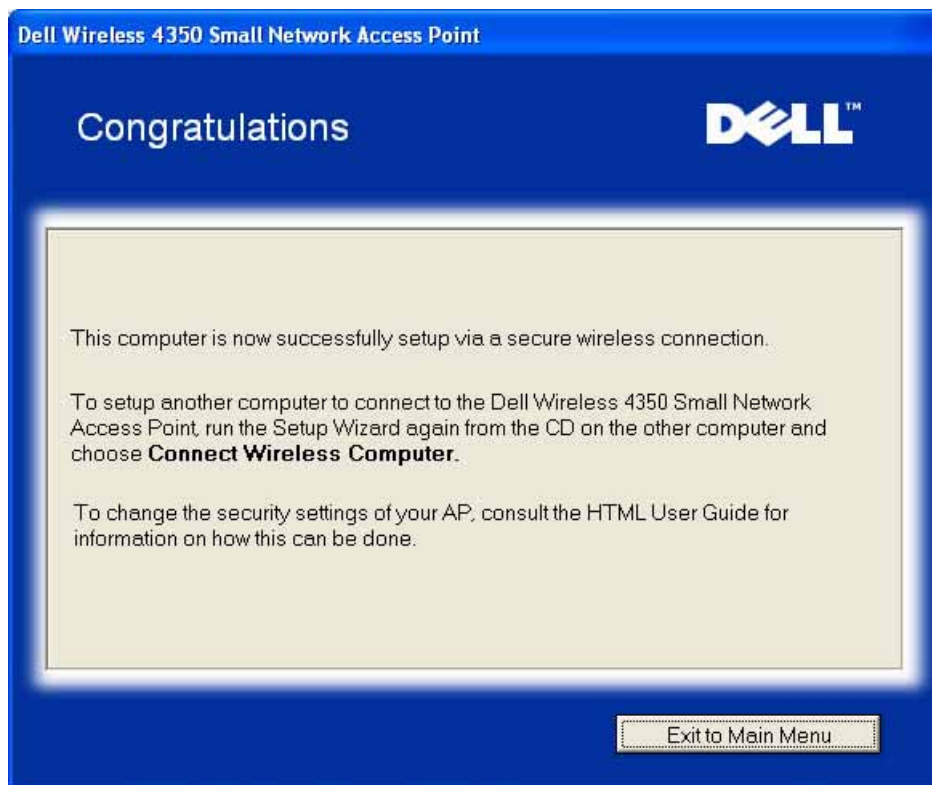 Dell Wireless 4350 Small Network Access Point
Congratulations
DELL™
This computer is now successfully setup via a secure wireless connection.
To setup another computer to connect to the Dell Wireless 4350 Small Network
Access Point, run the Setup Wizard again from the CD on the other computer and
choose Connect Wireless Computer.
To change the security settings of your AP, consult the HTML User Guide for
information on how this can be done.
Exit to Main Menu